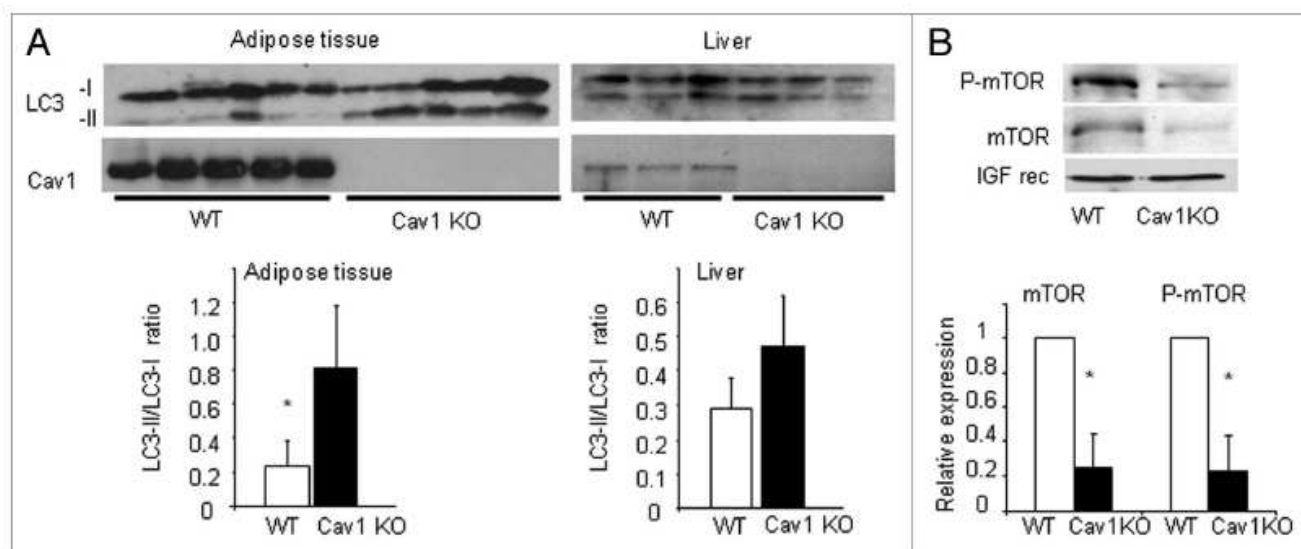 A
Adipose tissue
Liver
LC3
-I
-II
Cav1
WT
Cav1 KO
WT
Cav1 KO
Adipose tissue
LC3-II/LC3-I ratio
1.2
1.0
0.8
0.6
0.4
0.2
0
*
WT
Cav1 KO
Liver
LC3-II/LC3-I ratio
0.6
0.5
0.4
0.3
0.2
0.1
0
WT
Cav1 KO
B
P-mTOR
mTOR
IGF rec
WT
Cav1KO
mTOR
P-mTOR
Relative expression
1
0.8
0.6
0.4
0.2
0
*
*
WT
Cav1KO
WT
Cav1KO